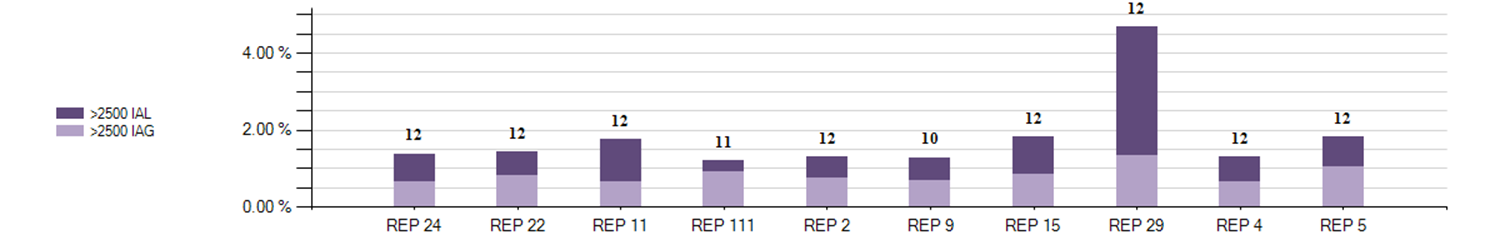 12
4.00 %
>2500 IAL
>2500 IAG
2.00 %
12
12
12
11
12
10
12
12
12
0.00 %
REP 24
REP 22
REP 11
REP 111
REP 2
REP 9
REP 15
REP 29
REP 4
REP 5